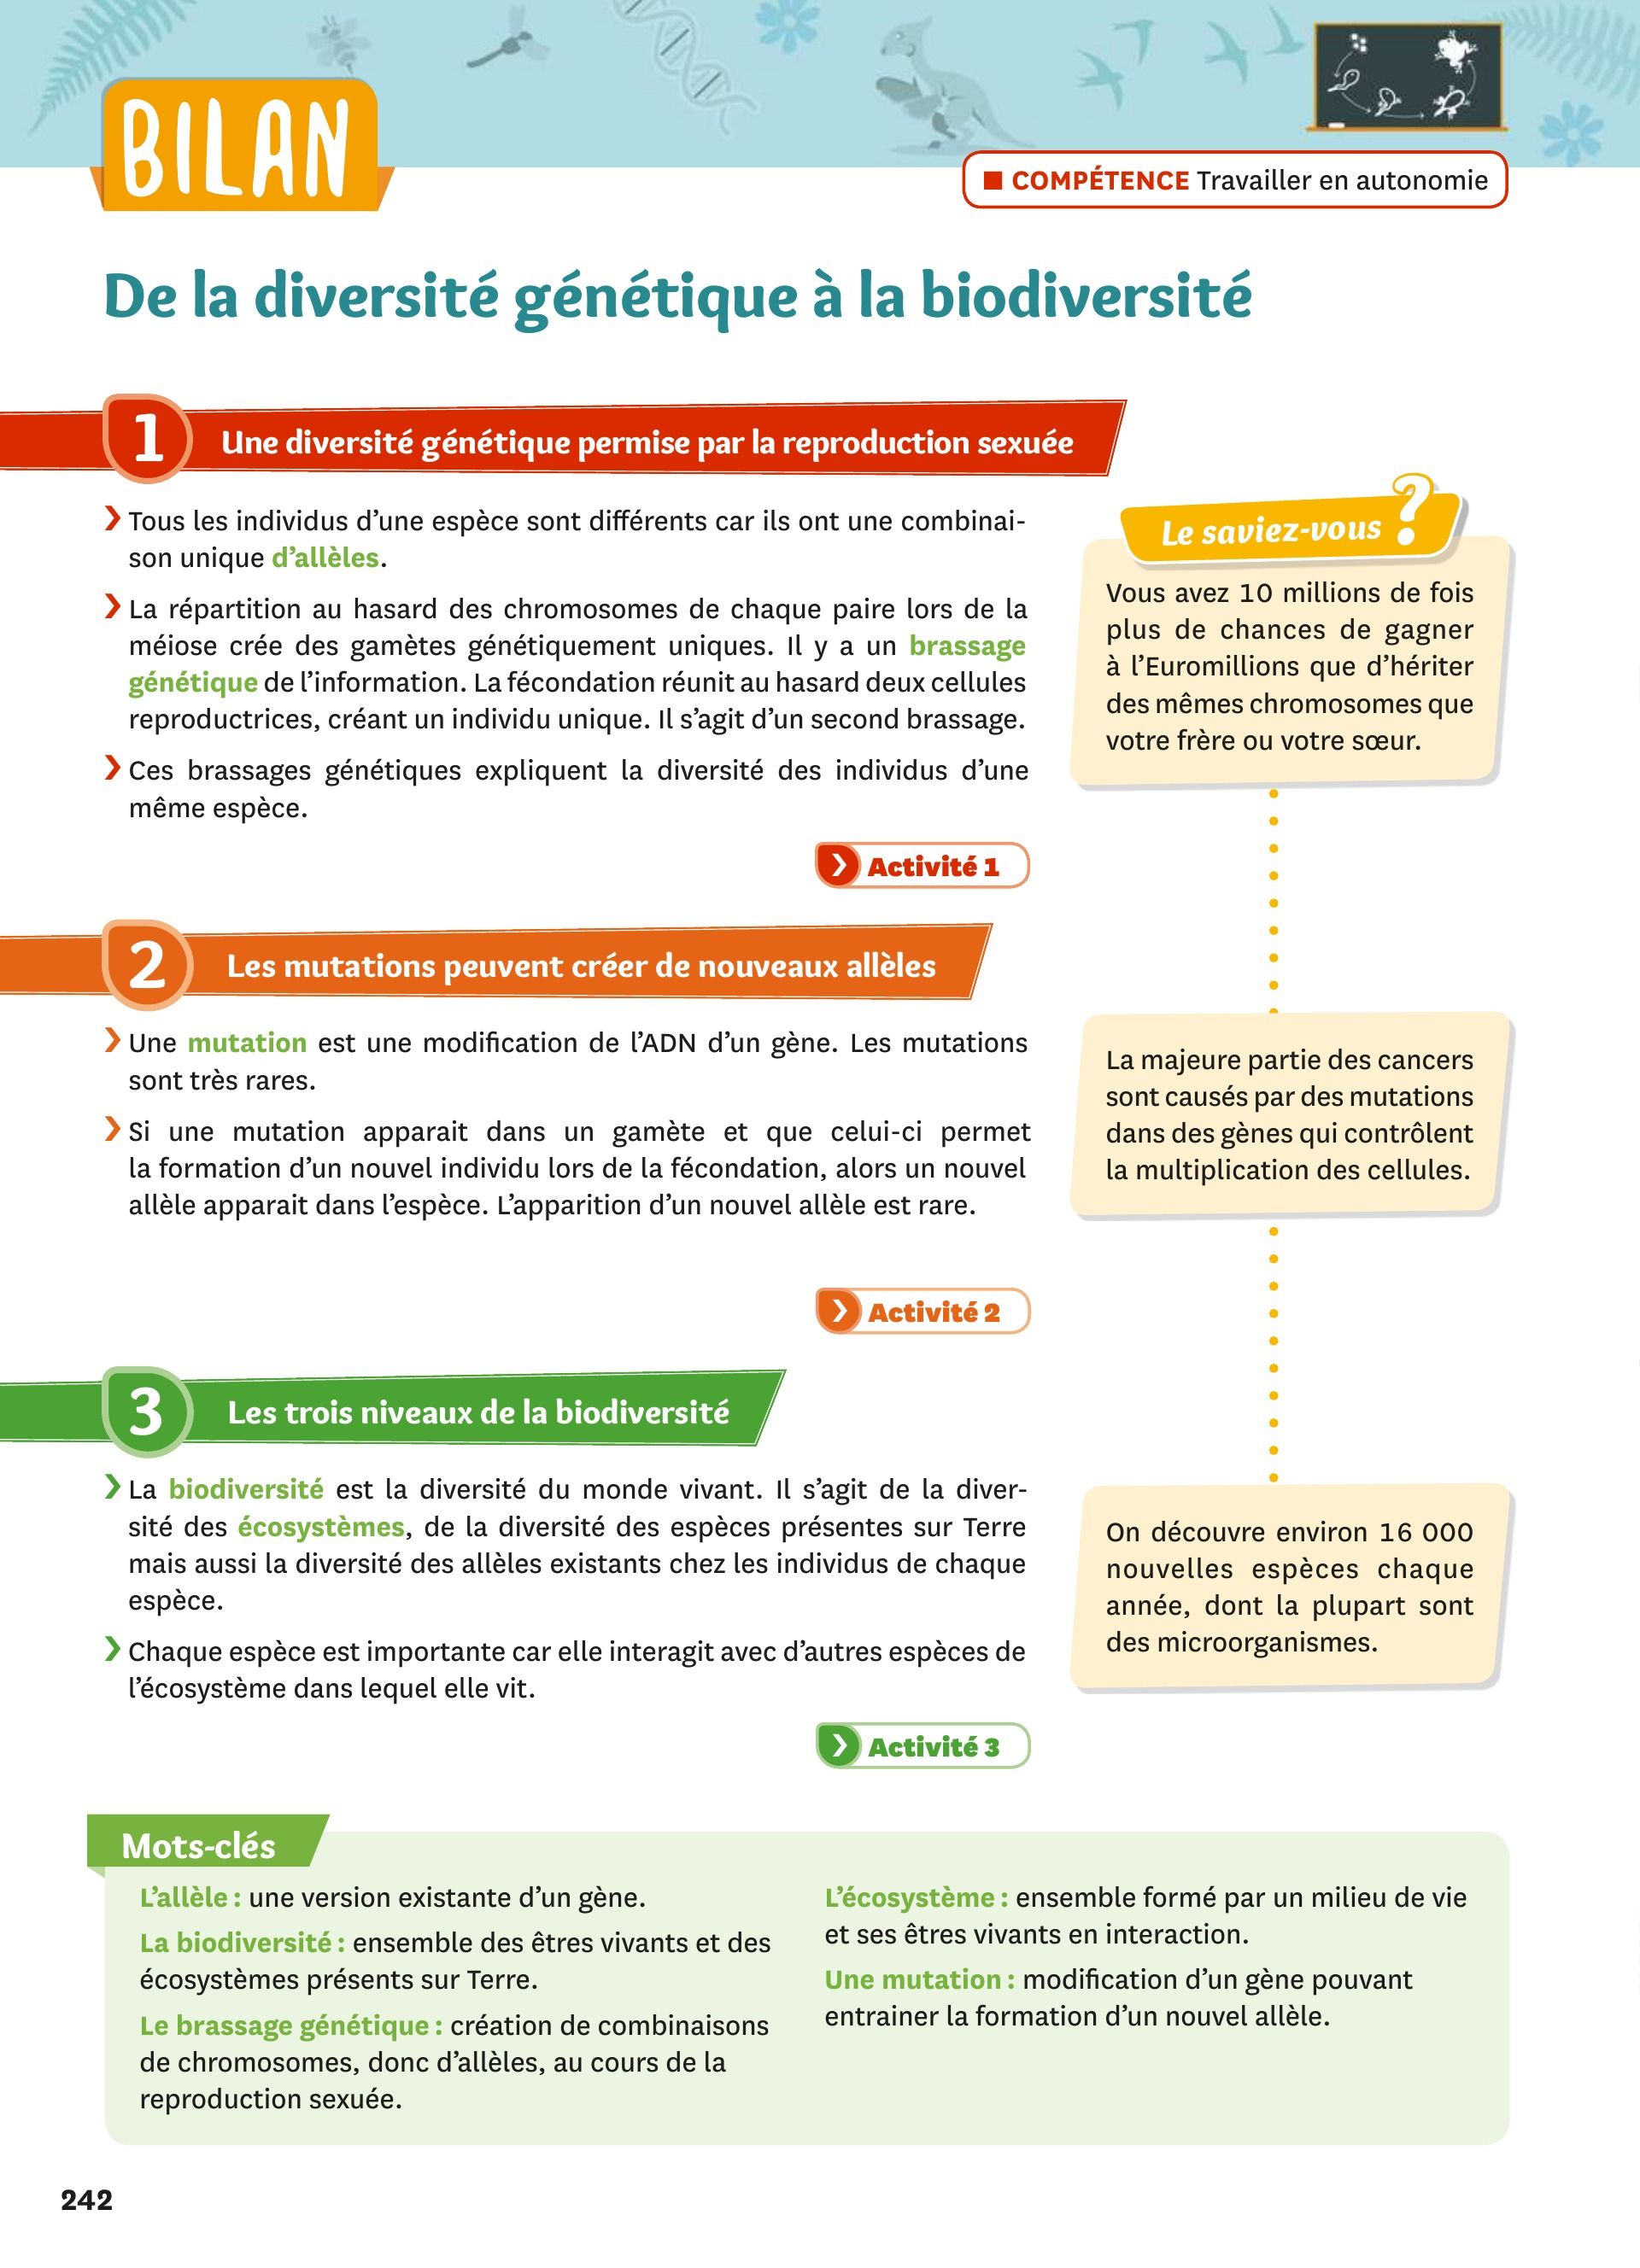 BILAN
■ COMPÉTENCE Travailler en autonomie
De la diversité génétique à la biodiversité
1 Une diversité génétique permise par la reproduction sexuée
❯ Tous les individus d’une espèce sont différents car ils ont une combinai-
son unique d’allèles.
❯ La répartition au hasard des chromosomes de chaque paire lors de la
méiose crée des gamètes génétiquement uniques. Il y a un brassage
génétique de l’information. La fécondation réunit au hasard deux cellules
reproductrices, créant un individu unique. Il s’agit d’un second brassage.
❯ Ces brassages génétiques expliquent la diversité des individus d’une
même espèce.
❯ Activité 1
Le saviez-vous ?
Vous avez 10 millions de fois
plus de chances de gagner
à l’Euromillions que d’hériter
des mêmes chromosomes que
votre frère ou votre sœur.
2 Les mutations peuvent créer de nouveaux allèles
❯ Une mutation est une modification de l’ADN d’un gène. Les mutations
sont très rares.
❯ Si une mutation apparait dans un gamète et que celui-ci permet
la formation d’un nouvel individu lors de la fécondation, alors un nouvel
allèle apparait dans l’espèce. L’apparition d’un nouvel allèle est rare.
❯ Activité 2
La majeure partie des cancers
sont causés par des mutations
dans des gènes qui contrôlent
la multiplication des cellules.
3 Les trois niveaux de la biodiversité
❯ La biodiversité est la diversité du monde vivant. Il s’agit de la diver-
sité des écosystèmes, de la diversité des espèces présentes sur Terre
mais aussi la diversité des allèles existants chez les individus de chaque
espèce.
❯ Chaque espèce est importante car elle interagit avec d’autres espèces de
l’écosystème dans lequel elle vit.
❯ Activité 3
On découvre environ 16 000
nouvelles espèces chaque
année, dont la plupart sont
des microorganismes.
Mots-clés
L’allèle : une version existante d’un gène.
La biodiversité : ensemble des êtres vivants et des
écosystèmes présents sur Terre.
Le brassage génétique : création de combinaisons
de chromosomes, donc d’allèles, au cours de la
reproduction sexuée.
L’écosystème : ensemble formé par un milieu de vie
et ses êtres vivants en interaction.
Une mutation : modification d’un gène pouvant
entrainer la formation d’un nouvel allèle.
242